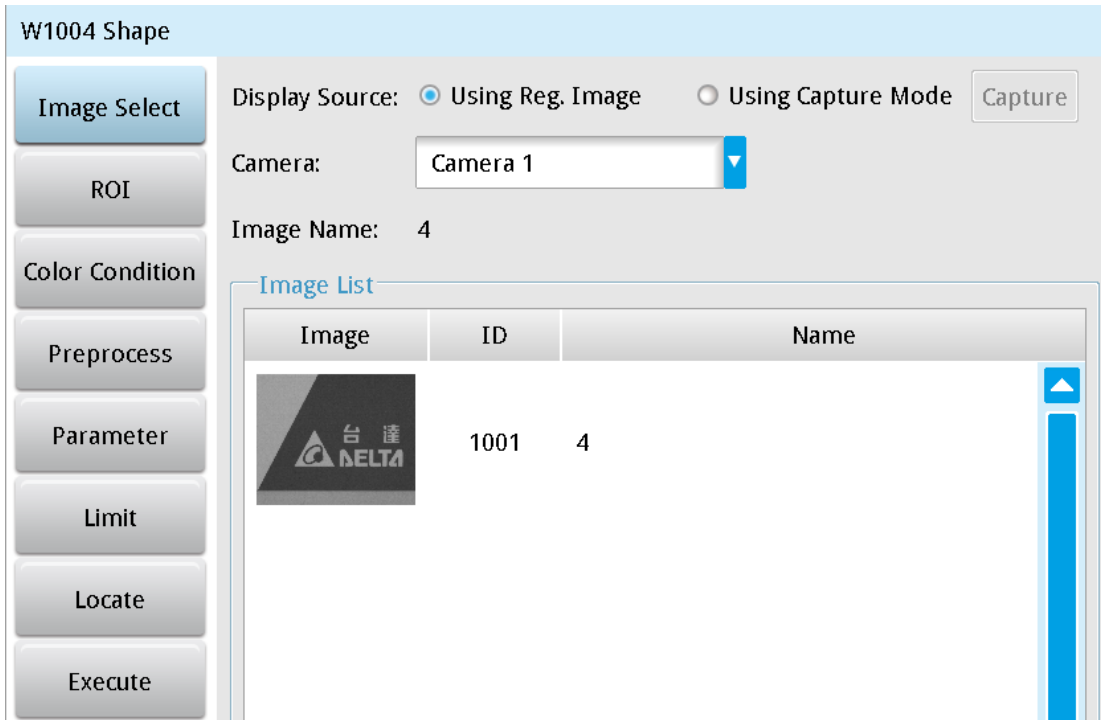 W1004 Shape
Image Select
ROI
Color Condition
Preprocess
Parameter
Limit
Locate
Execute
Display Source: Using Reg. Image Using Capture Mode Capture
Camera: Camera 1
Image Name: 4
Image List
Image ID Name
台達
DELTA
1001 4